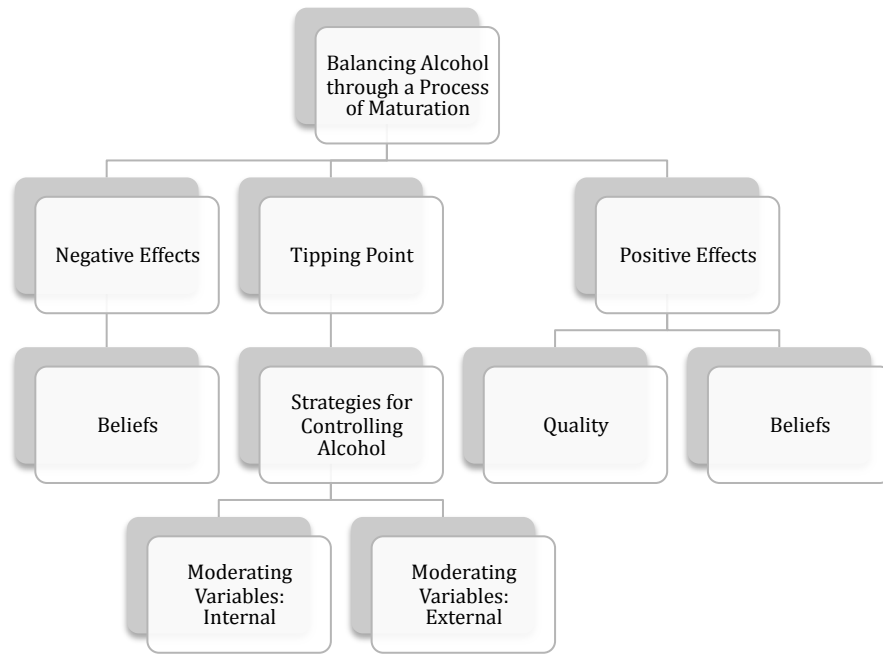 Balancing Alcohol
through a Process
of Maturation
Negative Effects
Tipping Point
Positive Effects
Beliefs
Strategies for
Controlling
Alcohol
Quality
Beliefs
Moderating
Variables:
Internal
Moderating
Variables:
External